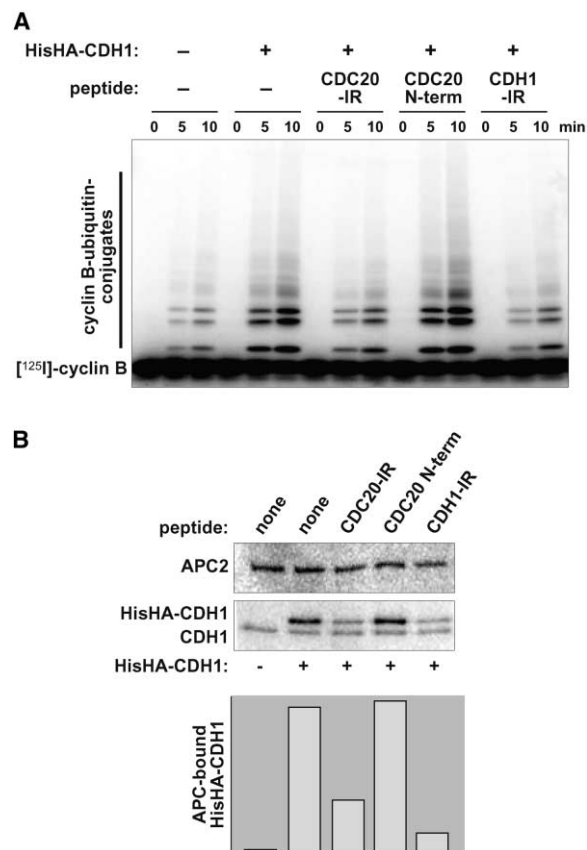 A
HisHA-CDH1: – + + + +
peptide: – – CDC20 -IR CDC20 N-term CDH1 -IR
0 5 10 0 5 10 0 5 10 0 5 10 0 5 10 min
cyclin B-ubiquitin-
conjugates
[¹²⁵I]-cyclin B
B
peptide: none none CDC20-IR CDC20 N-term CDH1-IR
APC2
HisHA-CDH1
CDH1
HisHA-CDH1: - + + + +
APC-bound
HisHA-CDH1